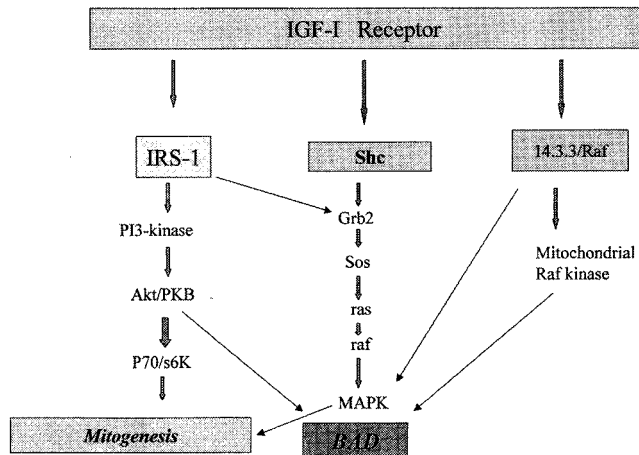 IGF-I Receptor
IRS-1
Shc
14.3.3/Raf
PI3-kinase
Grb2
Mitochondrial
Raf kinase
Sos
Akt/PKB
ras
raf
P70/s6K
MAPK
Mitogenesis
BAD